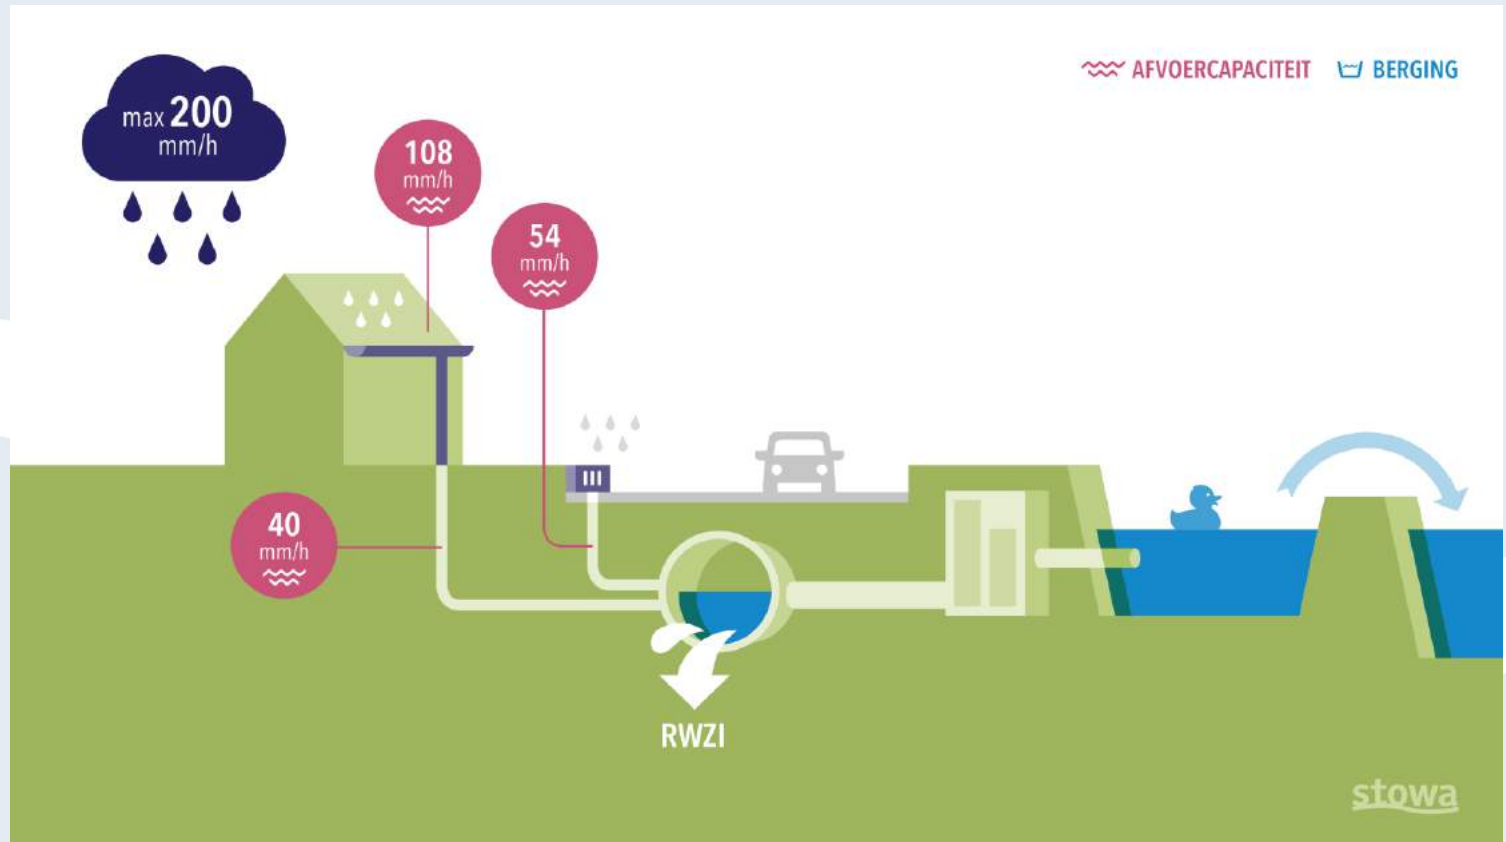 max 200
mm/h
AFVOERCAPACITEIT
BERGING
108
mm/h
54
mm/h
40
mm/h
RWZI
stowa